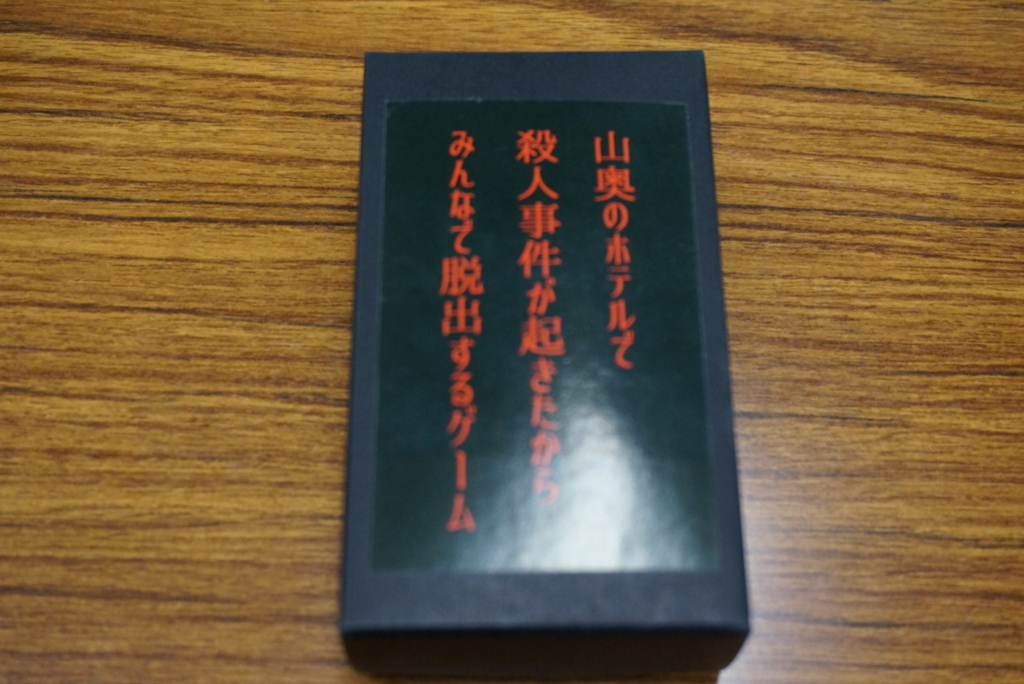 山奥のホテルで
殺人事件が起きたから
みんなで脱出するゲーム